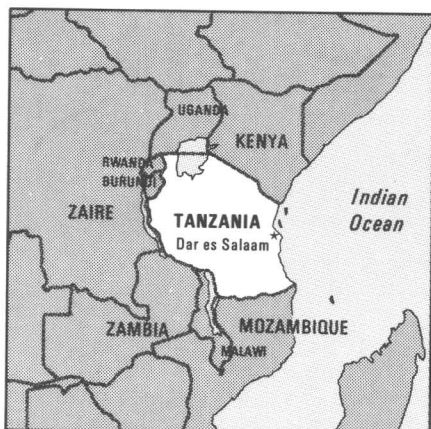 UGANDA
KENYA
RWANDA
BURUNDI
ZAIRE
TANZANIA
Dar es Salaam
Indian
Ocean
ZAMBIA
MOZAMBIQUE
MALAWI